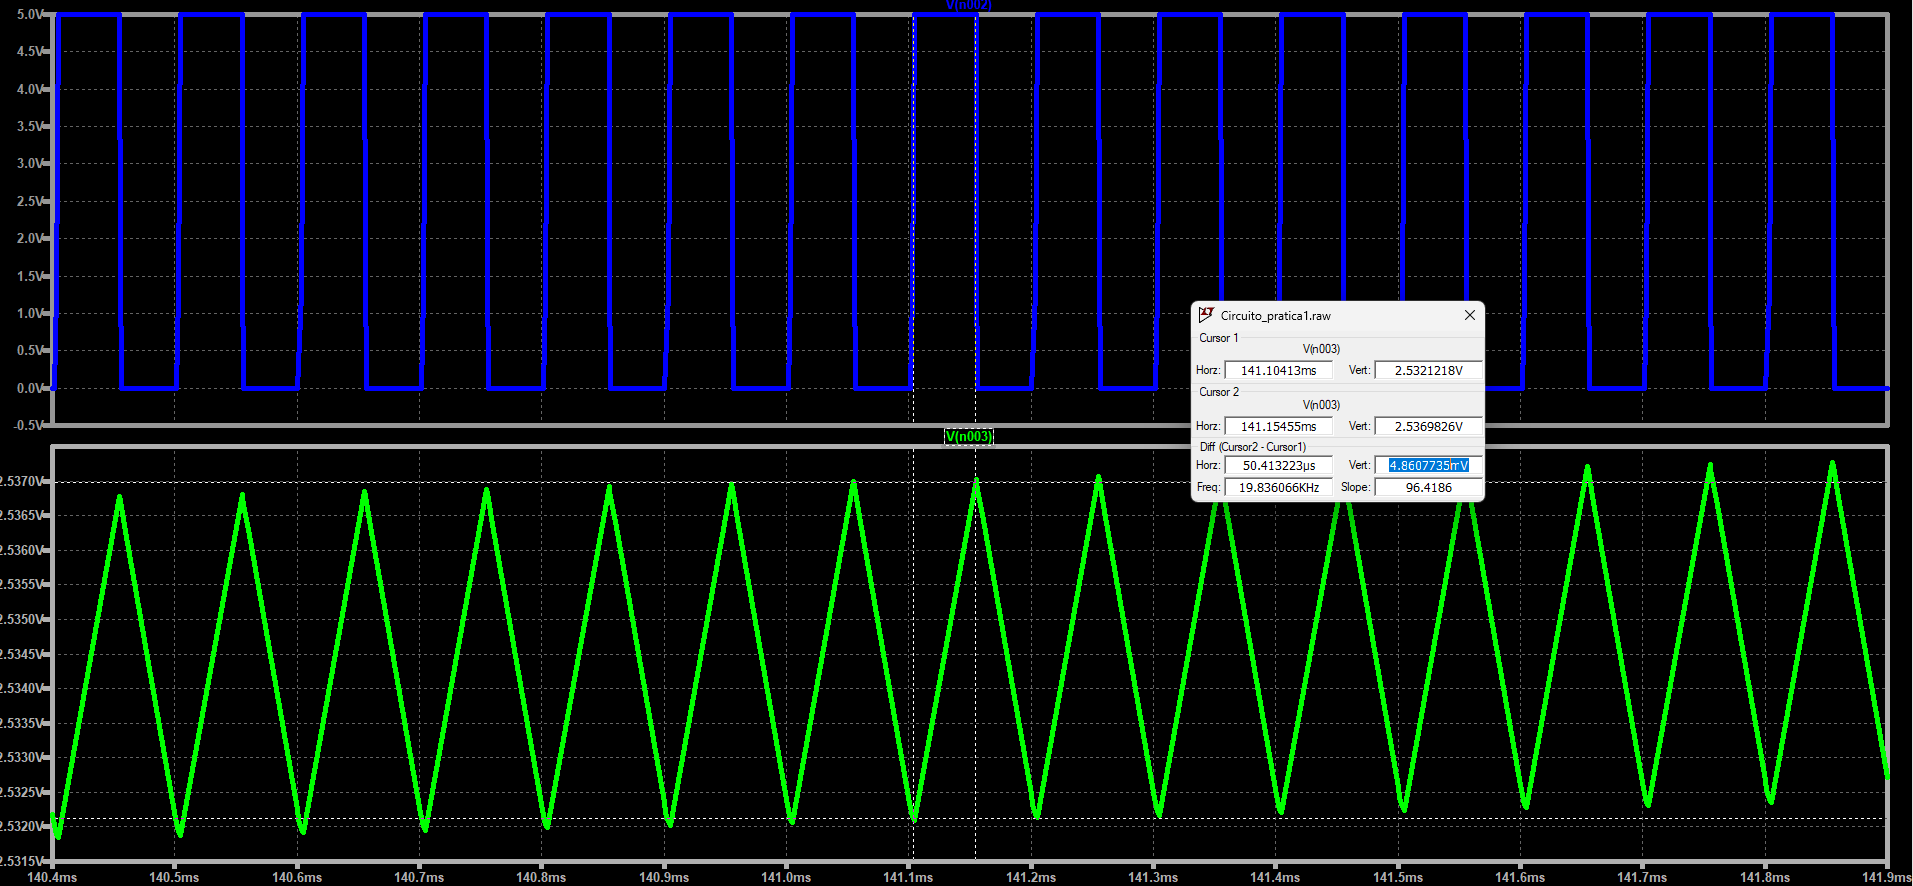 V(n002)
5.0V
4.5V
4.0V
3.5V
3.0V
2.5V
2.0V
1.5V
1.0V
0.5V
0.0V
-0.5V
Circuito_pratica1.raw
Cursor 1
V(n003)
Horz: 141.10413ms Vert: 2.5321218V
Cursor 2
V(n003)
Horz: 141.15455ms Vert: 2.5369826V
Diff (Cursor2 - Cursor1)
Horz: 50.413223µs Vert: 4.8607735mV
Freq: 19.836066KHz Slope: 96.4186
V(n003)
2.5370V
2.5365V
2.5360V
2.5355V
2.5350V
2.5345V
2.5340V
2.5335V
2.5330V
2.5325V
2.5320V
2.5315V
140.4ms 140.5ms 140.6ms 140.7ms 140.8ms 140.9ms 141.0ms 141.1ms 141.2ms 141.3ms 141.4ms 141.5ms 141.6ms 141.7ms 141.8ms 141.9ms